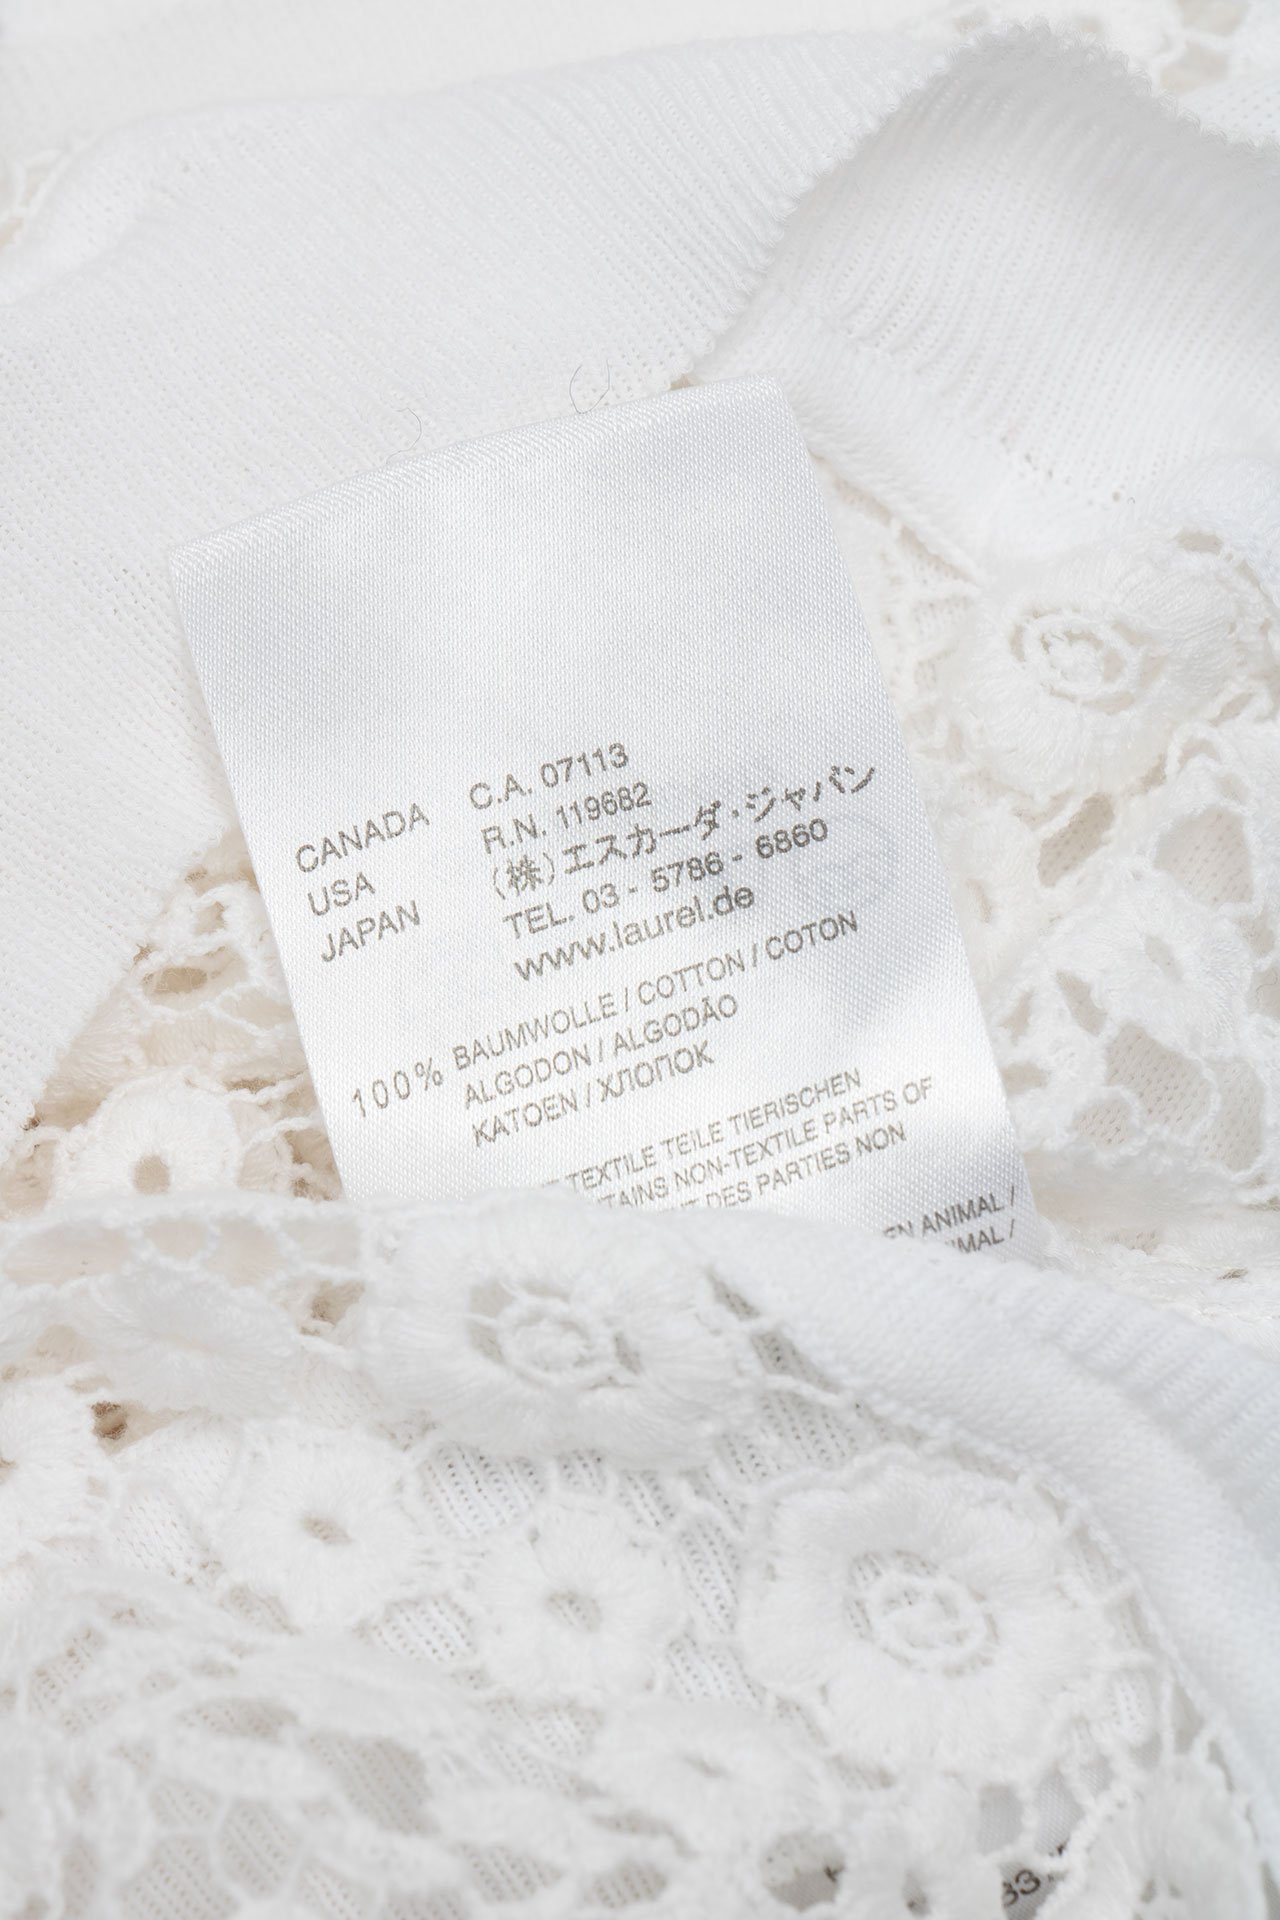 CANADA C.A. 07113
USA R.N. 119682
JAPAN (株)エスカーダ・ジャパン
TEL. 03 - 5786 - 6860
www.laurel.de
100% BAUMWOLLE / COTTON / COTON
ALGODON / ALGODÃO
KATOEN / ХЛОПОК
TEXTILE TEILE TIERISCHEN
NON-TEXTILE PARTS OF
DES PARTIES NON
ANIMAL /